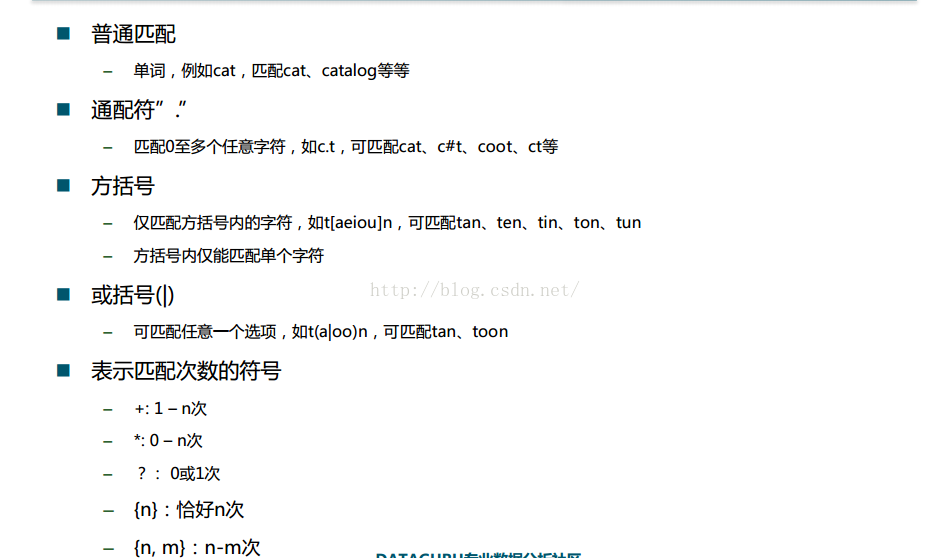 ■ 普通匹配
– 单词，例如cat，匹配cat、catalog等等
■ 通配符”.”
– 匹配0至多个任意字符，如c.t，可匹配cat、c#t、coot、ct等
■ 方括号
– 仅匹配方括号内的字符，如t[aeiou]n，可匹配tan、ten、tin、ton、tun
– 方括号内仅能匹配单个字符
http://blog.csdn.net/
■ 或括号(|)
– 可匹配任意一个选项，如t(a|oo)n，可匹配tan、toon
■ 表示匹配次数的符号
– +: 1 – n次
– *: 0 – n次
– ？： 0或1次
– {n}：恰好n次
– {n, m}：n-m次
DATAGURU专业数据分析社区